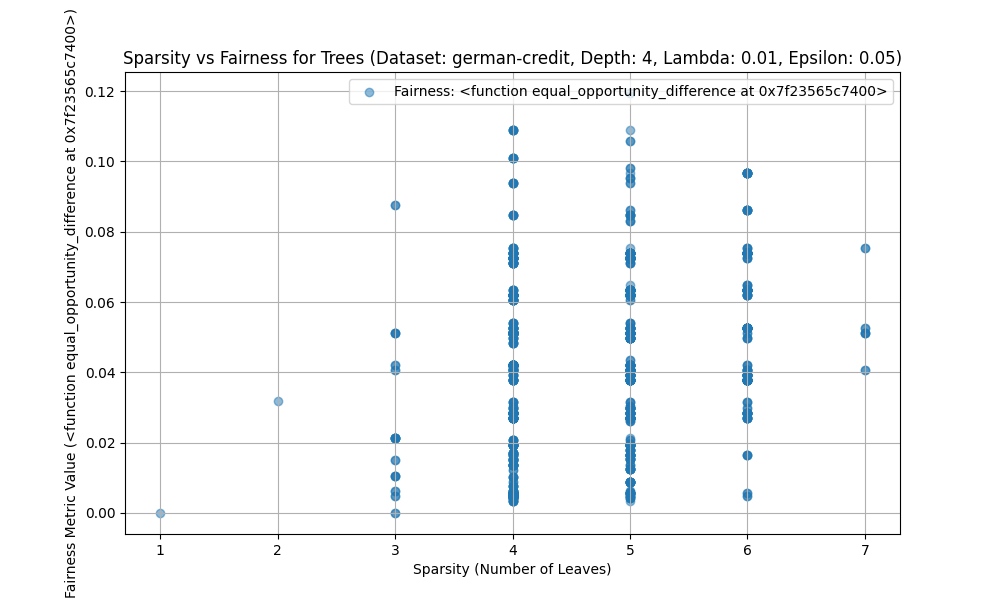 Sparsity vs Fairness for Trees (Dataset: german-credit, Depth: 4, Lambda: 0.01, Epsilon: 0.05)
Fairness: <function equal_opportunity_difference at 0x7f23565c7400>
Fairness Metric Value (<function equal_opportunity_difference at 0x7f23565c7400>)
0.12
0.10
0.08
0.06
0.04
0.02
0.00
1 2 3 4 5 6 7
Sparsity (Number of Leaves)